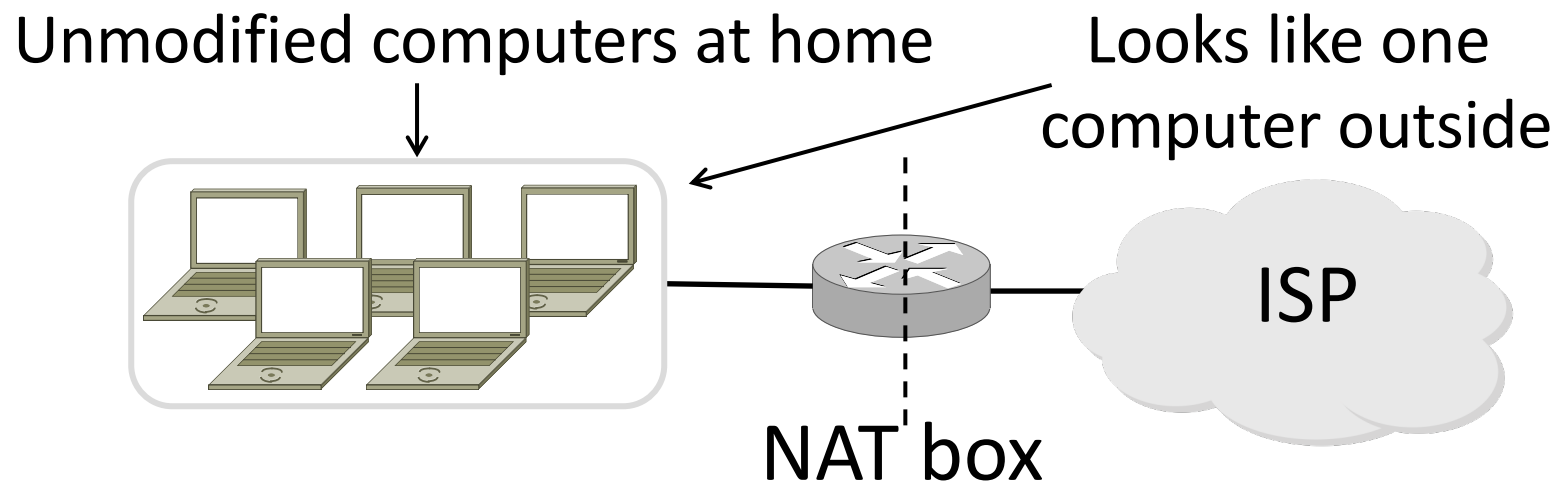 Unmodified computers at home
Looks like one
computer outside
ISP
NAT box